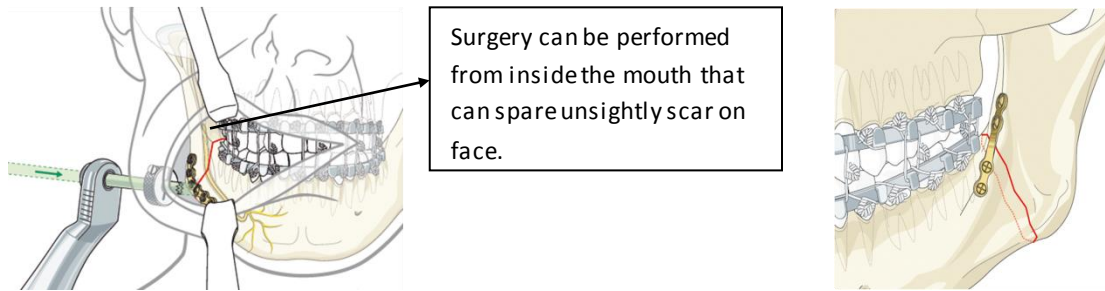 Surgery can be performed
from inside the mouth that
can spare unsightly scar on
face.